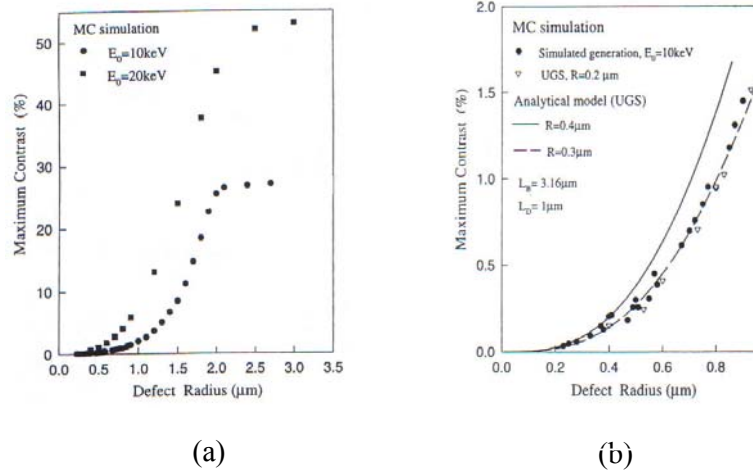 MC simulation
E₀=10keV
E₀=20keV
Maximum Contrast (%)
50
40
30
20
10
0
0.0 0.5 1.0 1.5 2.0 2.5 3.0 3.5
Defect Radius (μm)
(a)
MC simulation
Simulated generation, E₀=10keV
UGS, R=0.2 μm
Analytical model (UGS)
R=0.4μm
R=0.3μm
L_B= 3.16μm
L_D= 1μm
Maximum Contrast (%)
2.0
1.5
1.0
0.5
0.0
0.0 0.2 0.4 0.6 0.8
Defect Radius (μm)
(b)